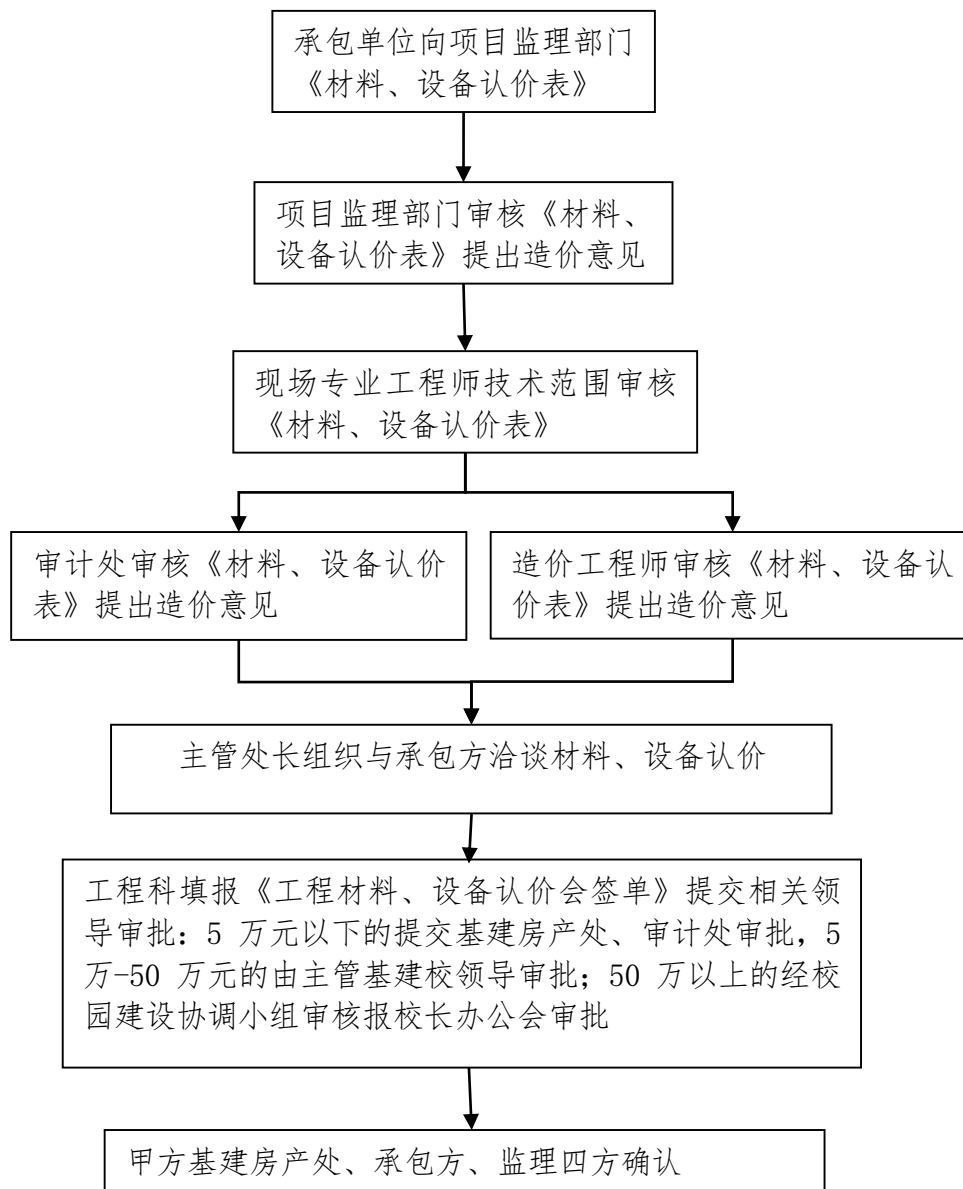 承包单位向项目监理部门
《材料、设备认价表》
项目监理部门审核《材料、
设备认价表》提出造价意见
现场专业工程师技术范围审核
《材料、设备认价表》
审计处审核《材料、设备认价
表》提出造价意见
造价工程师审核《材料、设备认
价表》提出造价意见
主管处长组织与承包方洽谈材料、设备认价
工程科填报《工程材料、设备认价会签单》提交相关领
导审批：5 万元以下的提交基建房产处、审计处审批，5
万-50 万元的由主管基建校领导审批；50 万以上的经校
园建设协调小组审核报校长办公会审批
甲方基建房产处、承包方、监理四方确认